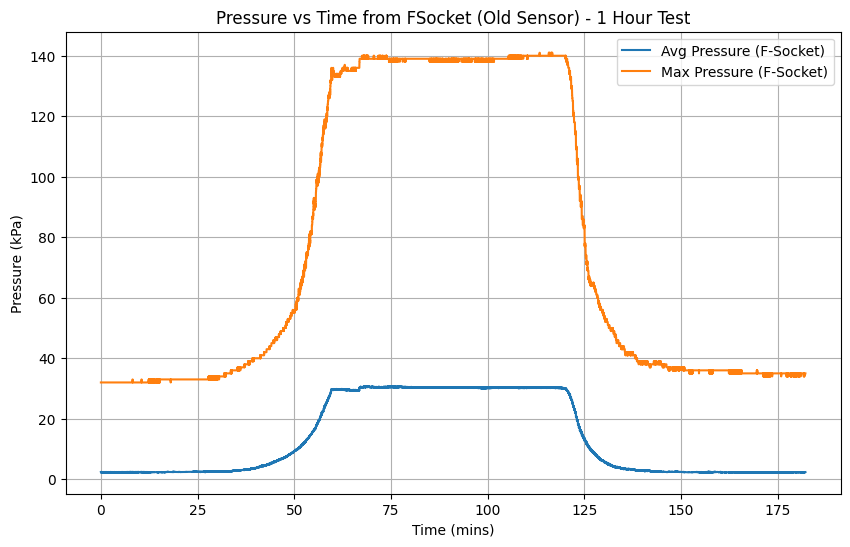 Pressure vs Time from FSocket (Old Sensor) - 1 Hour Test
Avg Pressure (F-Socket)
Max Pressure (F-Socket)
Pressure (kPa)
140
120
100
80
60
40
20
0
0 25 50 75 100 125 150 175
Time (mins)